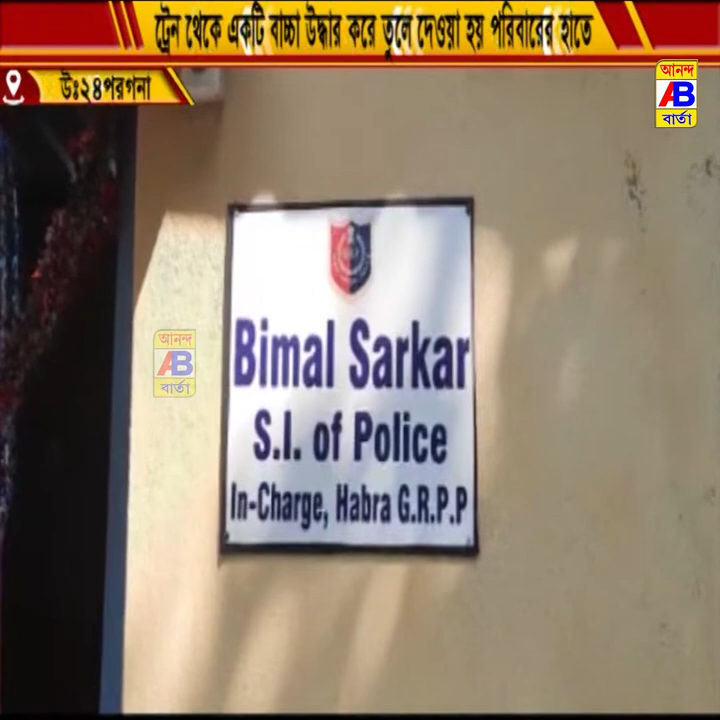 ট্রেন থেকে একটি বাচ্চা উদ্ধার করে তুলে দেওয়া হয় পরিবারের হাতে
উঃ২৪পরগনা
আনন্দ
AB
বার্তা
Bimal Sarkar
আনন্দ
AB
বার্তা
S.I. of Police
In-Charge, Habra G.R.P.P